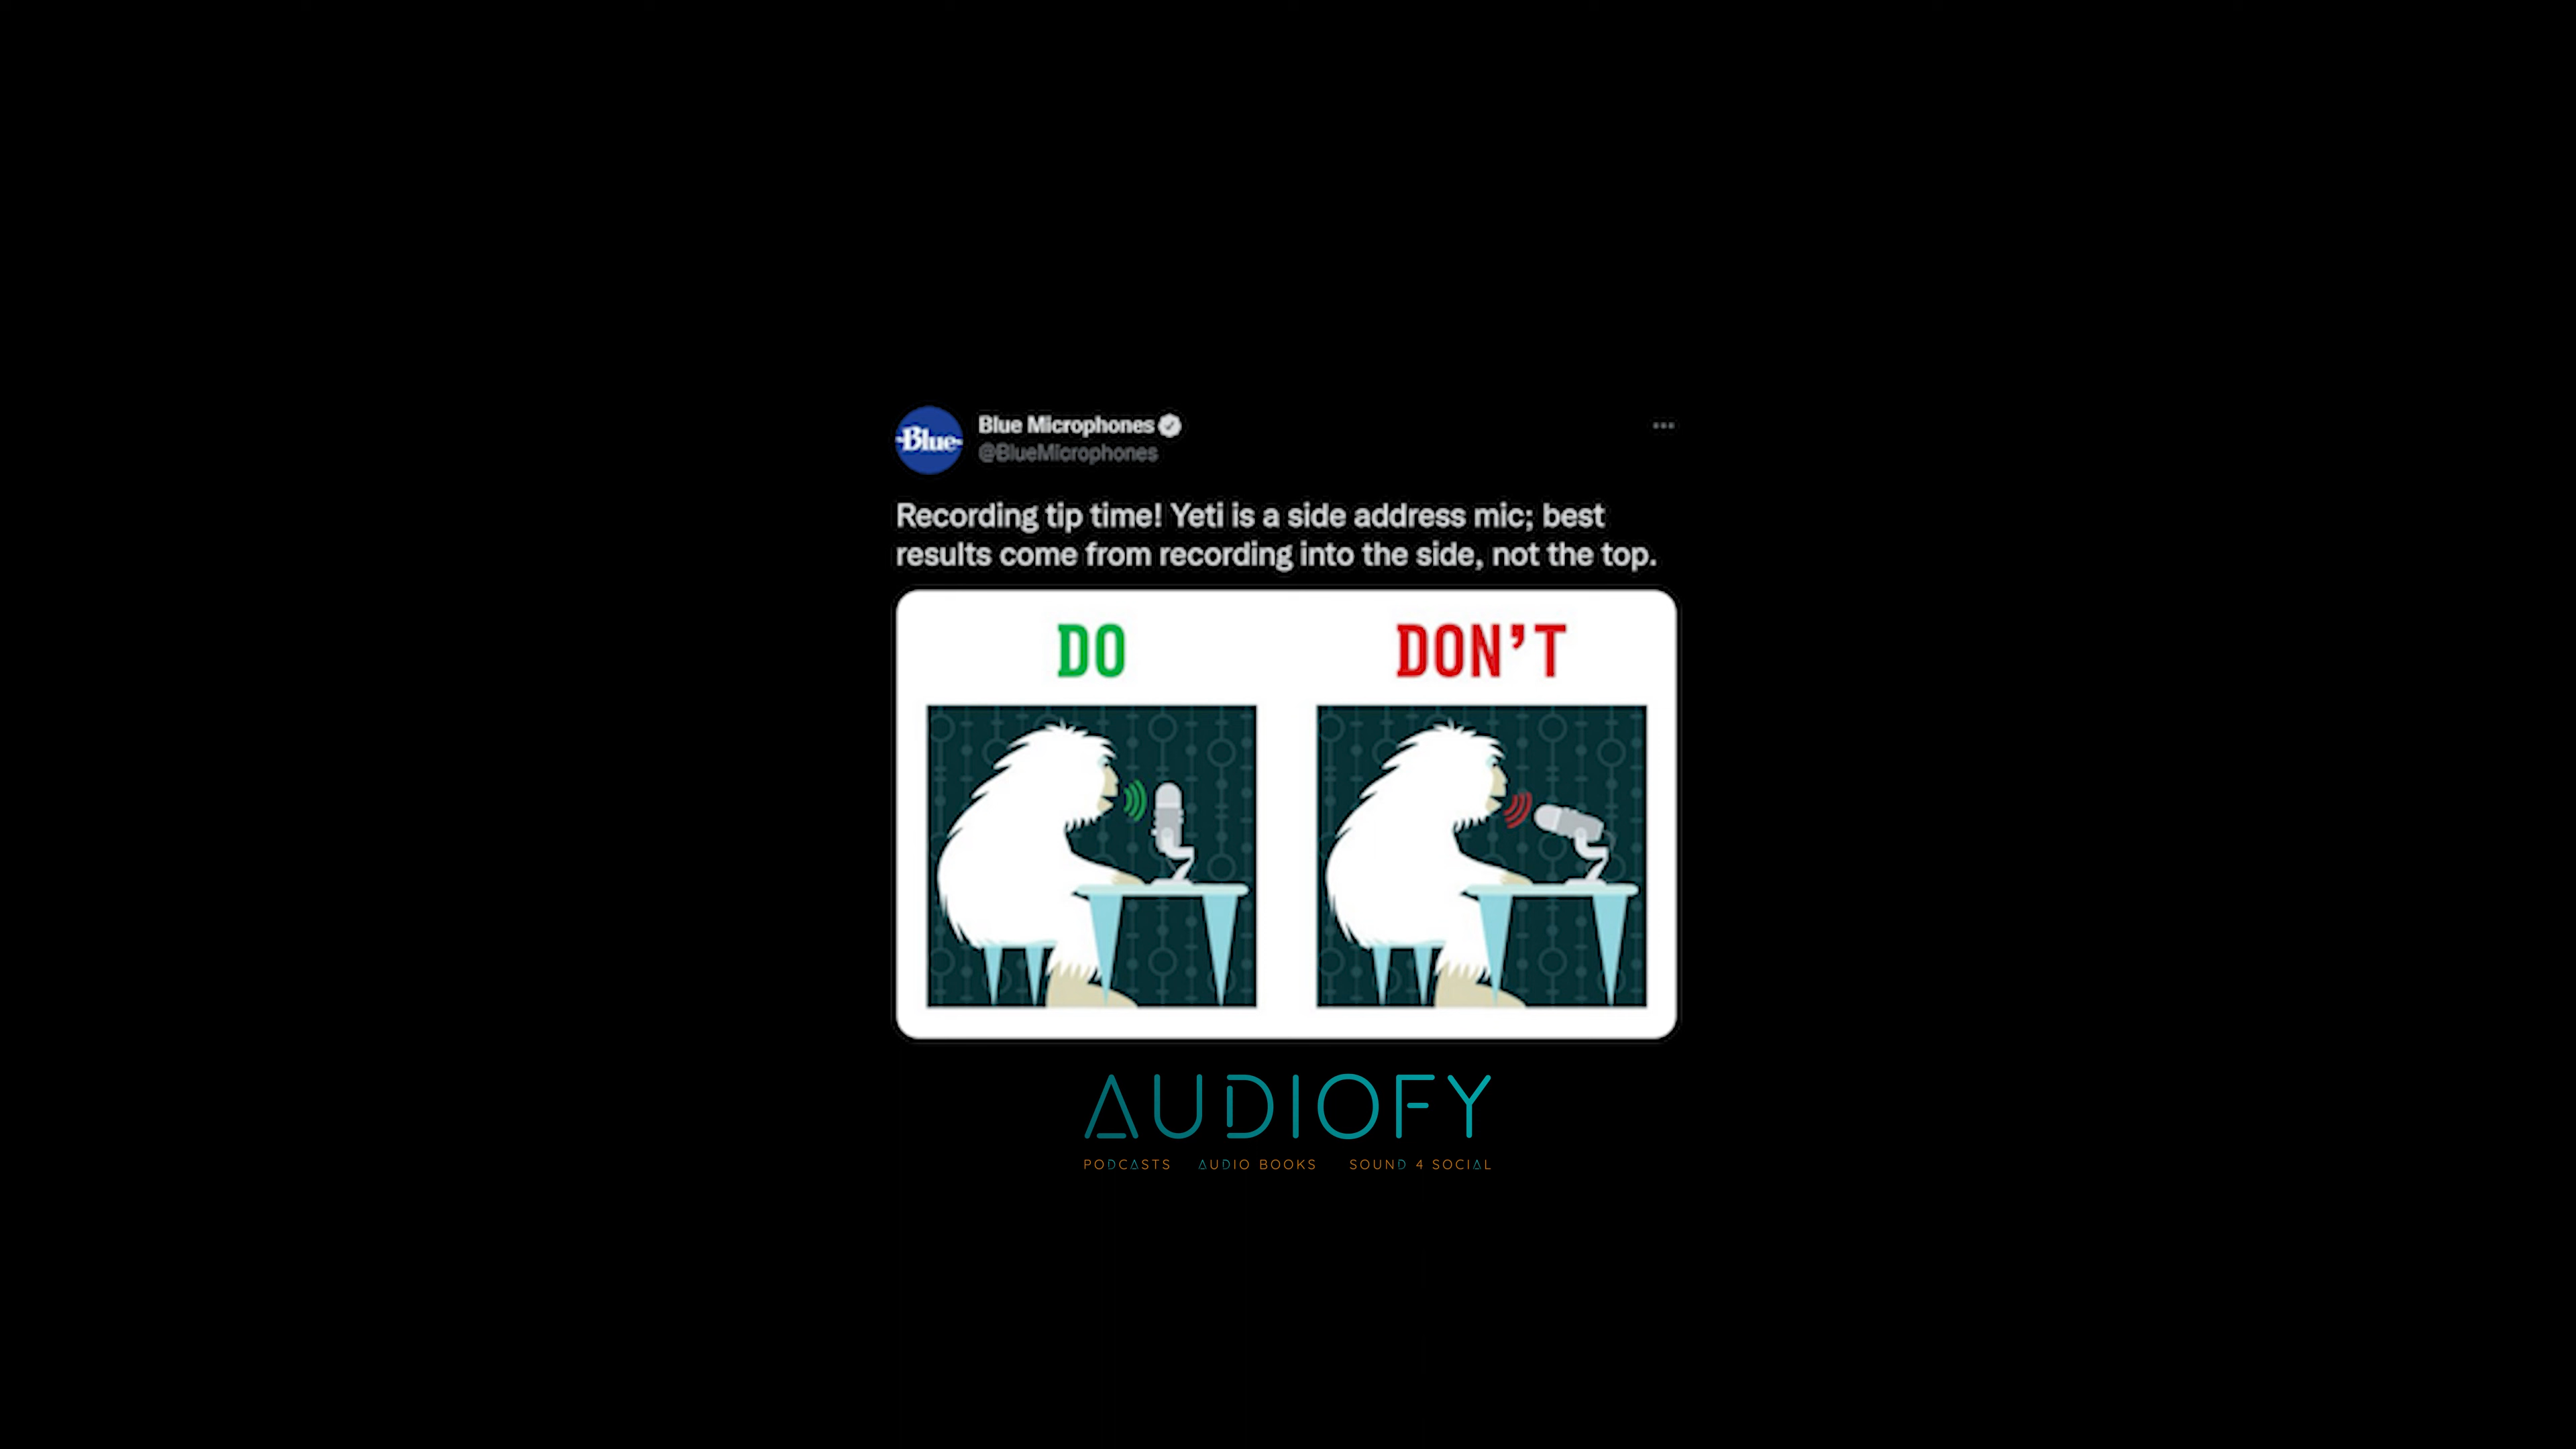 Blue
Blue Microphones
@BlueMicrophones
Recording tip time! Yeti is a side address mic; best
results come from recording into the side, not the top.
DO
DON'T
AUDIOFY
PODCASTS AUDIO BOOKS SOUND 4 SOCIAL